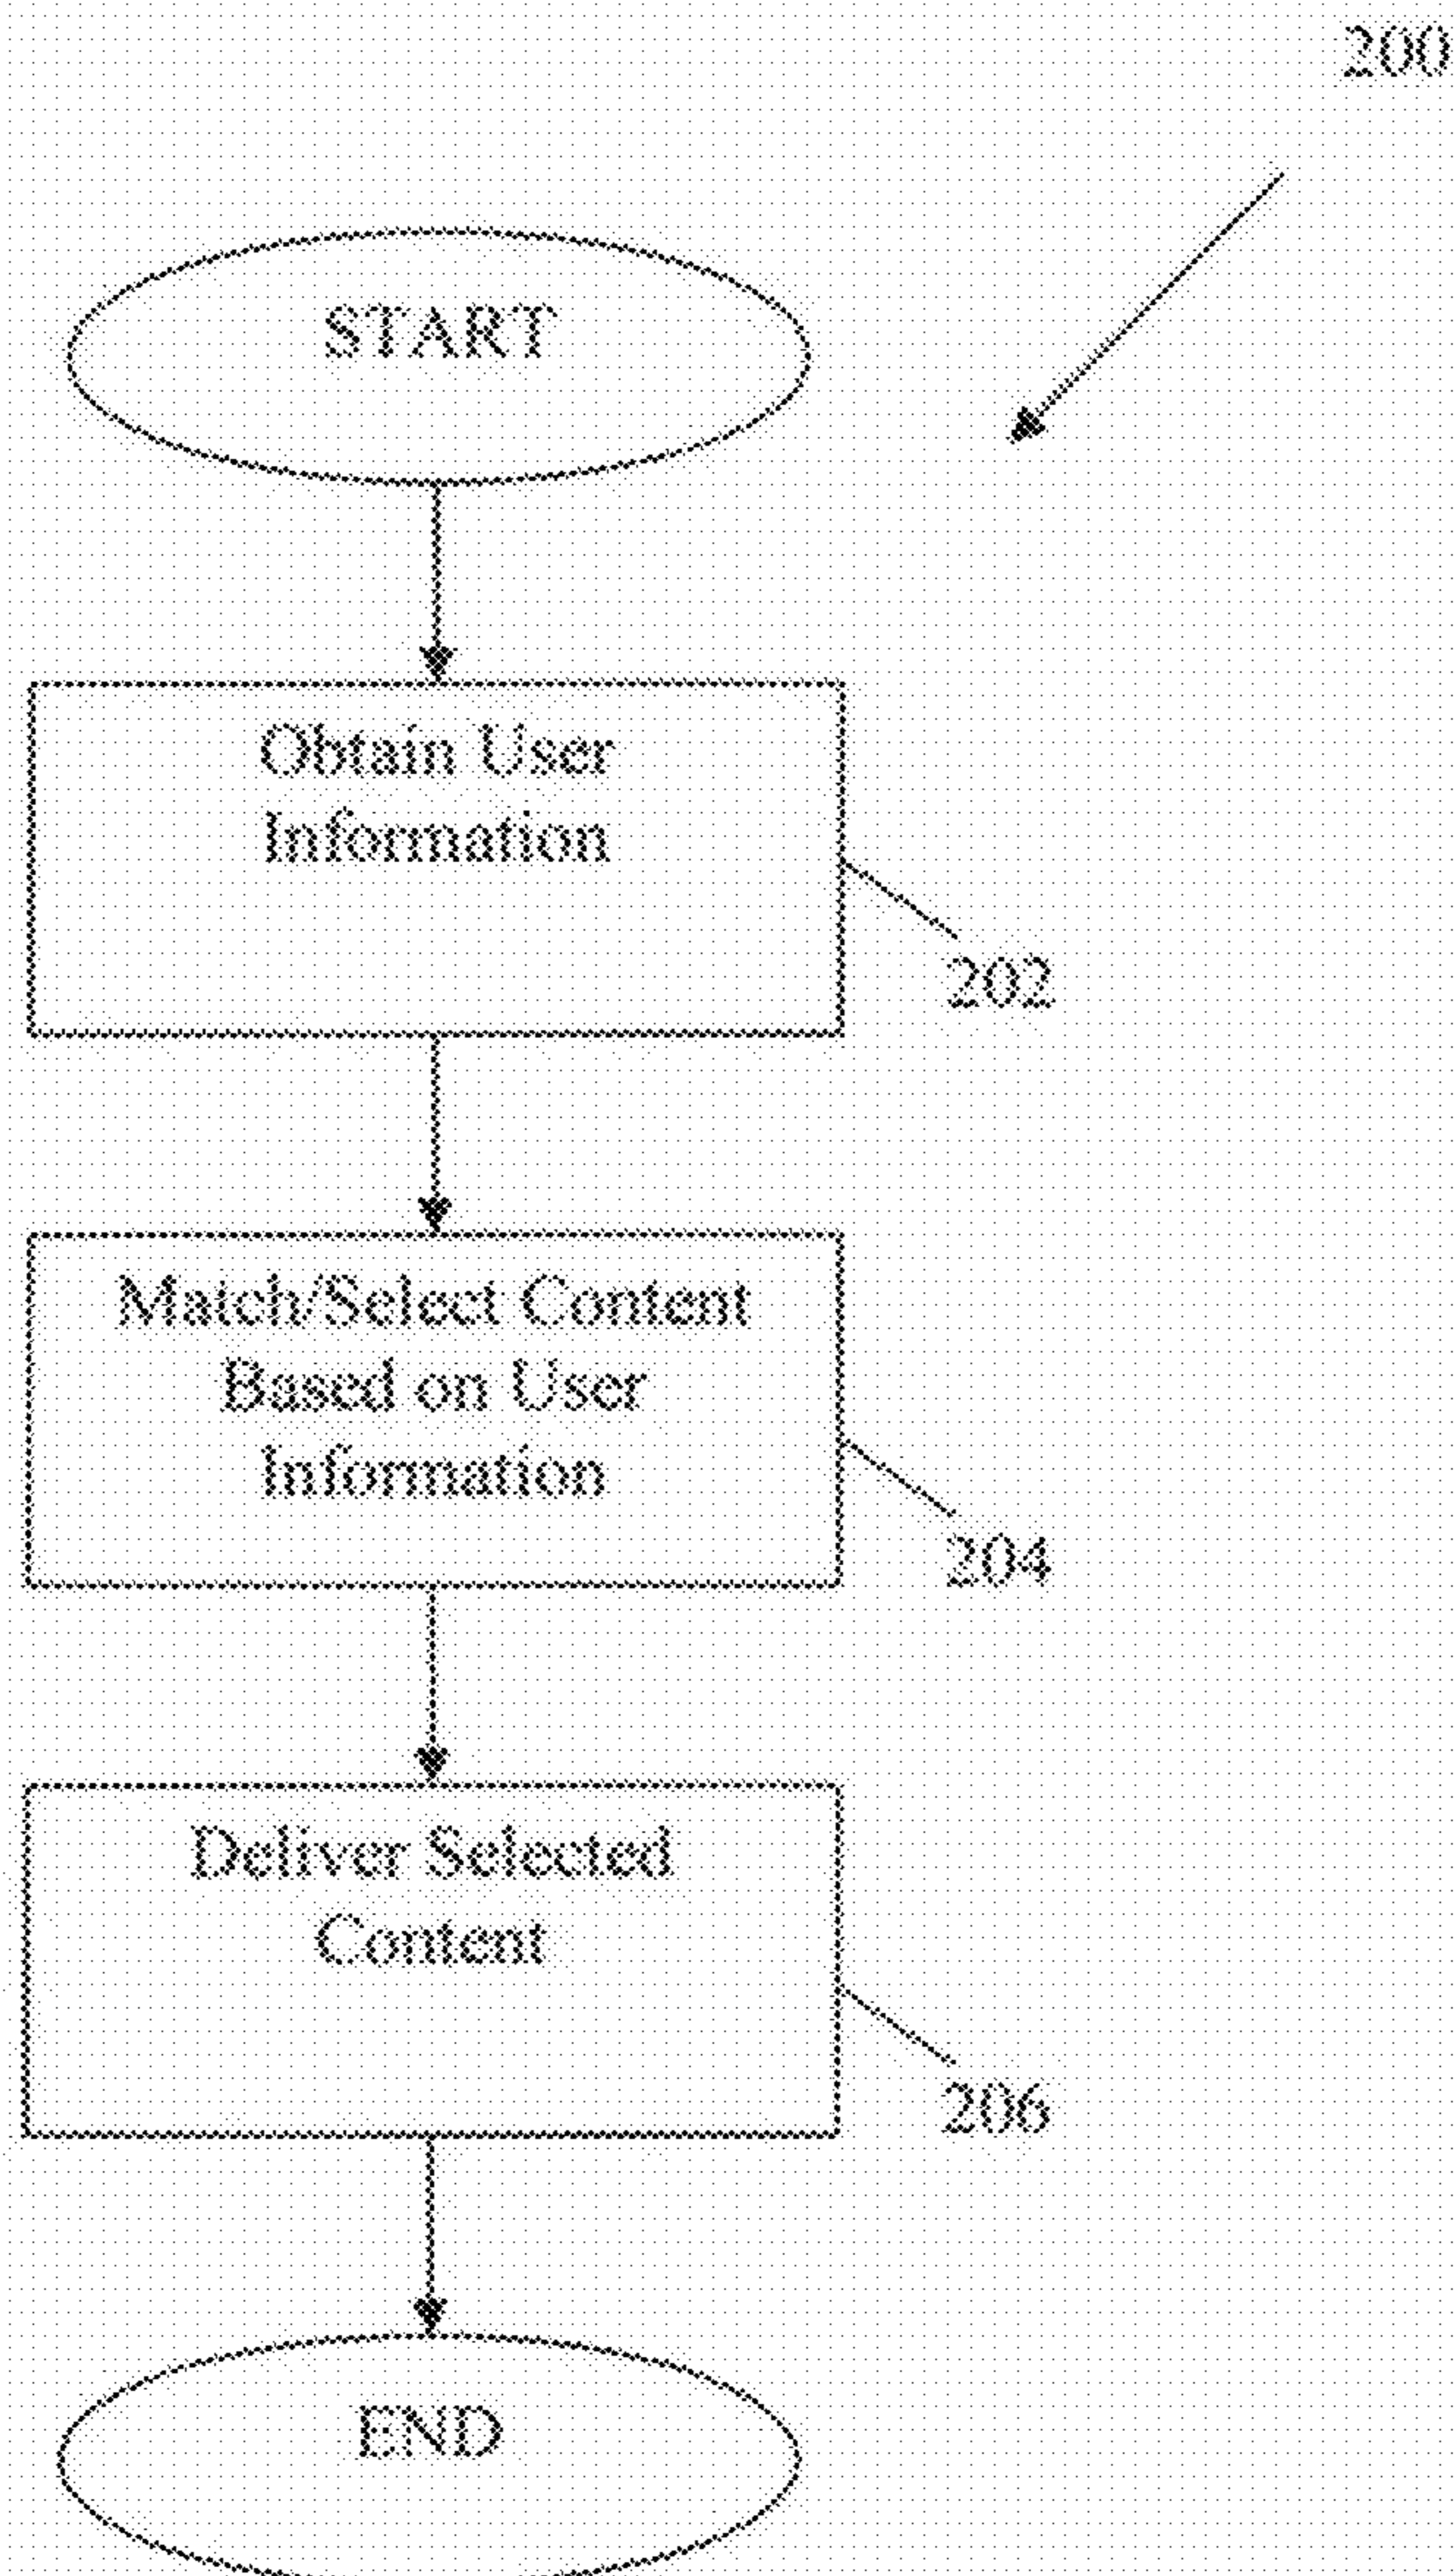 200
START
Obtain User
Information
202
Match/Select Content
Based on User
Information
204
Deliver Selected
Content
206
END